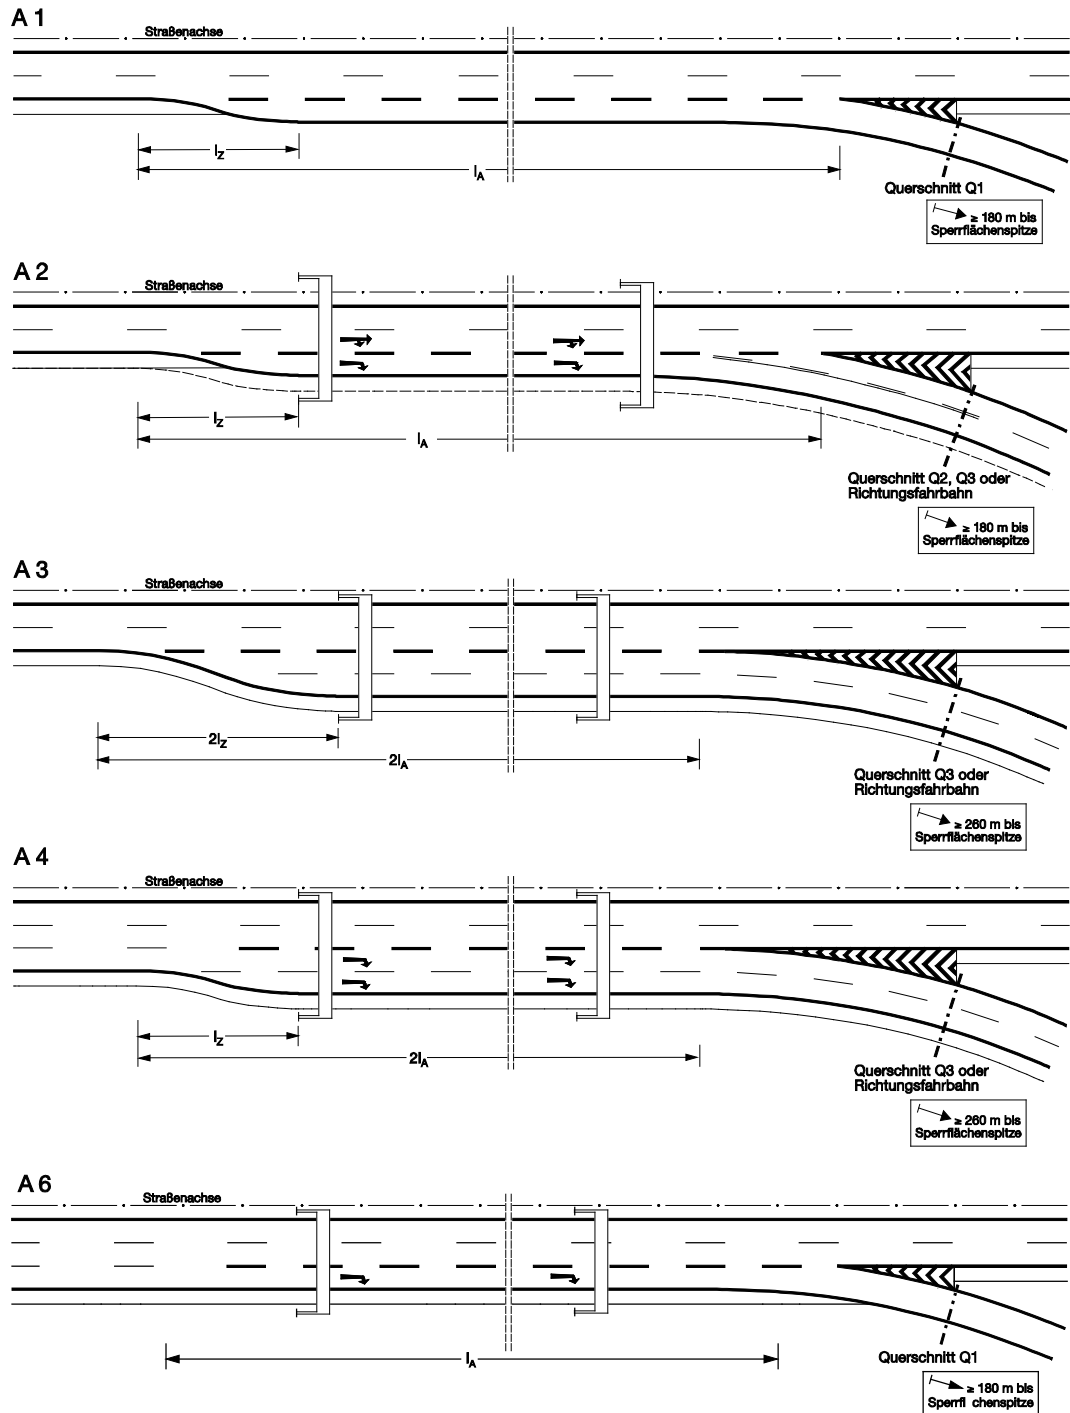 A 1
Straßenachse
lZ
lA
Querschnitt Q1
≥ 180 m bis
Sperrflächenspitze
A 2
Straßenachse
lZ
lA
Querschnitt Q2, Q3 oder
Richtungsfahrbahn
≥ 180 m bis
Sperrflächenspitze
A 3
Straßenachse
2lZ
2lA
Querschnitt Q3 oder
Richtungsfahrbahn
≥ 260 m bis
Sperrflächenspitze
A 4
Straßenachse
lZ
2lA
Querschnitt Q3 oder
Richtungsfahrbahn
≥ 260 m bis
Sperrflächenspitze
A 6
Straßenachse
lA
Querschnitt Q1
≥ 180 m bis
Sperrfl chenspitze